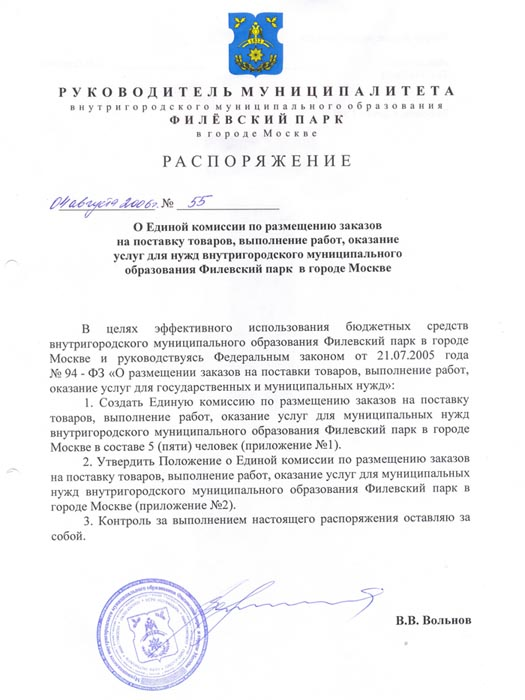 РУКОВОДИТЕЛЬ МУНИЦИПАЛИТЕТА
внутригородского муниципального образования
ФИЛЁВСКИЙ ПАРК
в городе Москве
РАСПОРЯЖЕНИЕ
04 августа 2006г. № 55
О Единой комиссии по размещению заказов
на поставку товаров, выполнение работ, оказание
услуг для нужд внутригородского муниципального
образования Филевский парк в городе Москве
В целях эффективного использования бюджетных средств
внутригородского муниципального образования Филевский парк в городе
Москве и руководствуясь Федеральным законом от 21.07.2005 года
№ 94 - ФЗ «О размещении заказов на поставки товаров, выполнение работ,
оказание услуг для государственных и муниципальных нужд»:
1. Создать Единую комиссию по размещению заказов на поставку
товаров, выполнение работ, оказание услуг для муниципальных нужд
внутригородского муниципального образования Филевский парк в городе
Москве в составе 5 (пяти) человек (приложение №1).
2. Утвердить Положение о Единой комиссии по размещению заказов
на поставку товаров, выполнение работ, оказание услуг для муниципальных
нужд внутригородского муниципального образования Филевский парк в
городе Москве (приложение №2).
3. Контроль за выполнением настоящего распоряжения оставляю за
собой.
В.В. Вольнов